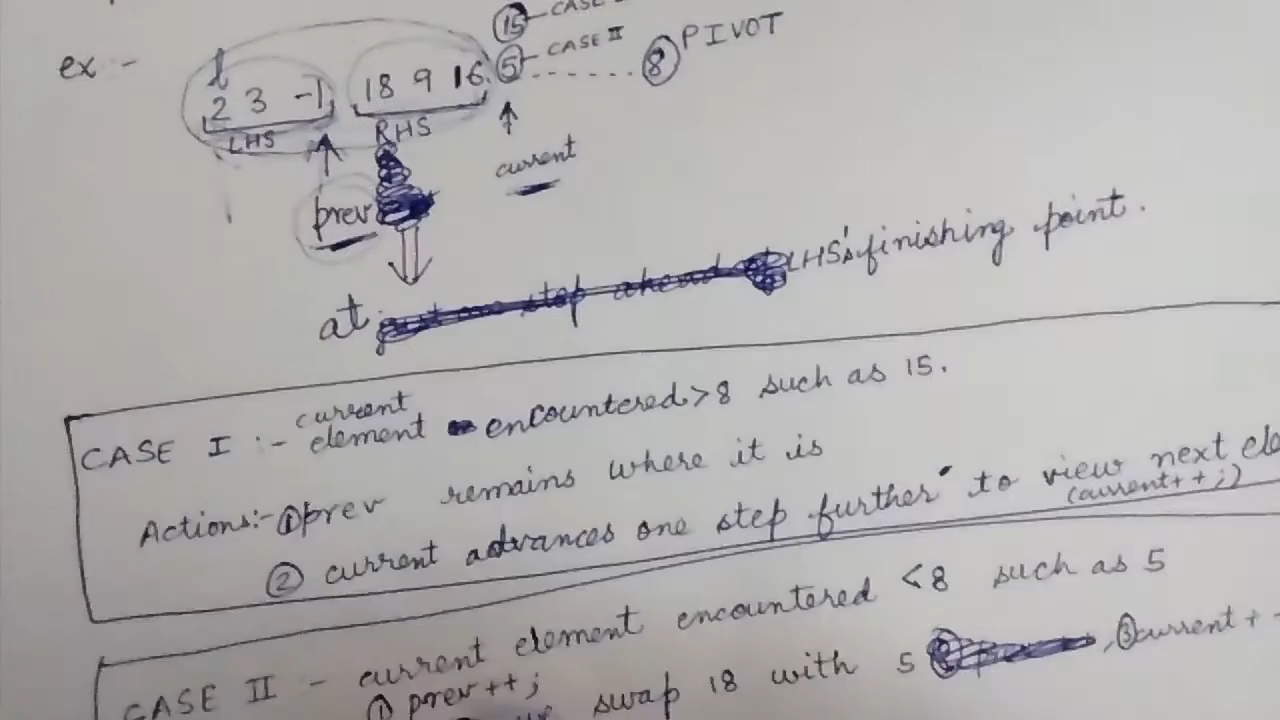 15 CASE
ex :- l 5 CASE II 8 PIVOT
2 3 -1 18 9 16
LHS RHS
current
prev
at LHS's finishing point.
CASE I :- current element encountered > 8 such as 15.
Actions:- ① prev remains where it is
② current advances one step further to view next ele
(current++;)
CASE II - current element encountered < 8 such as 5
① prev++; swap 18 with 5 , ③ current+